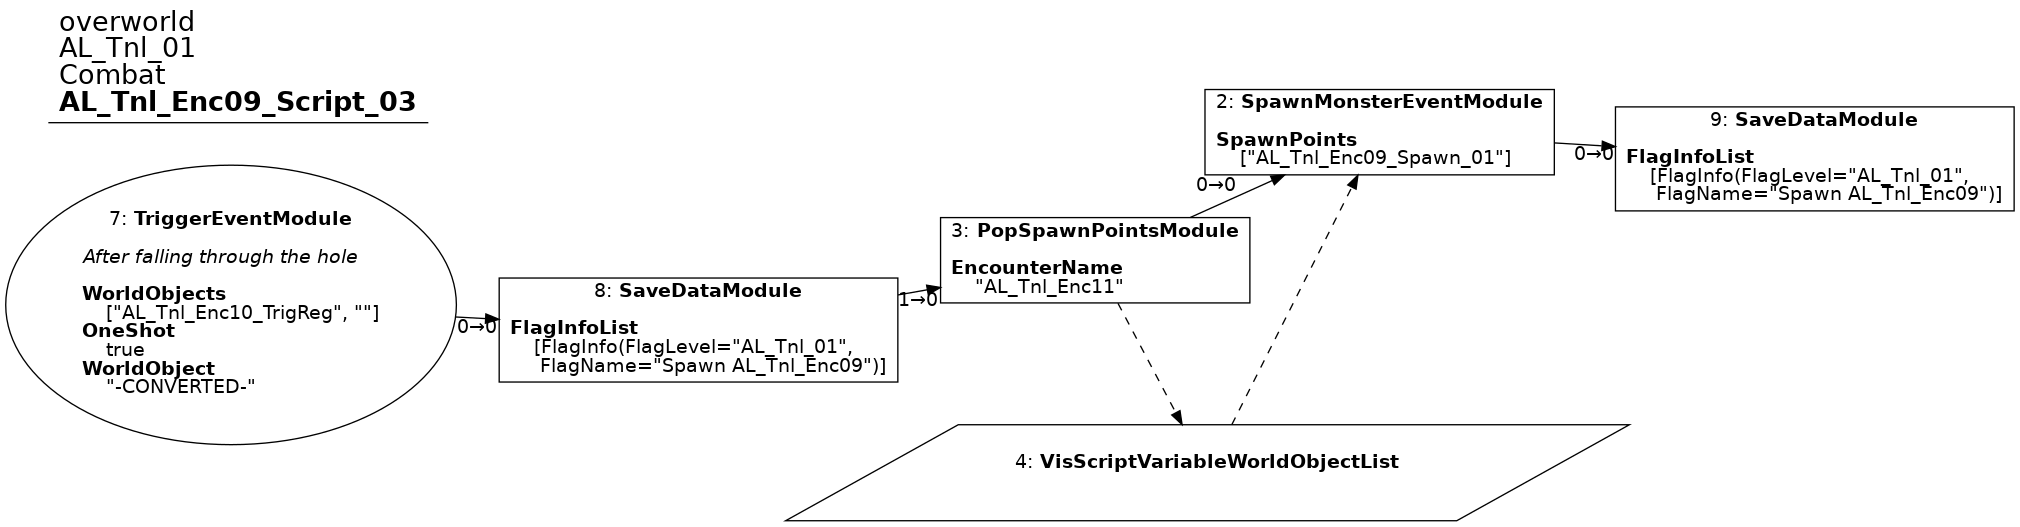 overworld
AL_Tnl_01
Combat
AL_Tnl_Enc09_Script_03
7: TriggerEventModule
After falling through the hole
WorldObjects
["AL_Tnl_Enc10_TrigReg", ""]
OneShot
true
WorldObject
"-CONVERTED-"
0→0
8: SaveDataModule
FlagInfoList
[FlagInfo(FlagLevel="AL_Tnl_01",
FlagName="Spawn AL_Tnl_Enc09")]
1→0
3: PopSpawnPointsModule
EncounterName
"AL_Tnl_Enc11"
0→0
2: SpawnMonsterEventModule
SpawnPoints
["AL_Tnl_Enc09_Spawn_01"]
0→0
9: SaveDataModule
FlagInfoList
[FlagInfo(FlagLevel="AL_Tnl_01",
FlagName="Spawn AL_Tnl_Enc09")]
4: VisScriptVariableWorldObjectList